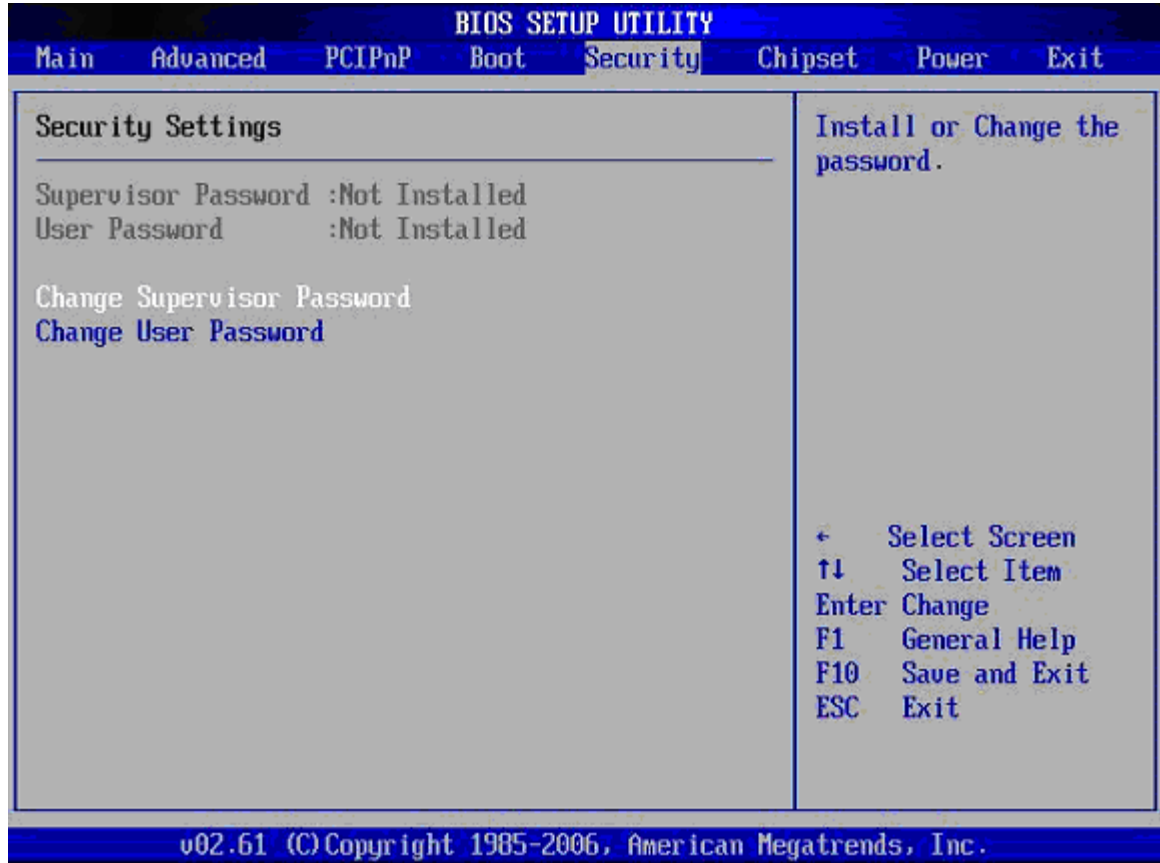 BIOS SETUP UTILITY
Main Advanced PCIPnP Boot Security Chipset Power Exit
Security Settings
Supervisor Password :Not Installed
User Password :Not Installed
Change Supervisor Password
Change User Password
Install or Change the
password.
← Select Screen
↑↓ Select Item
Enter Change
F1 General Help
F10 Save and Exit
ESC Exit
v02.61 (C)Copyright 1985-2006, American Megatrends, Inc.